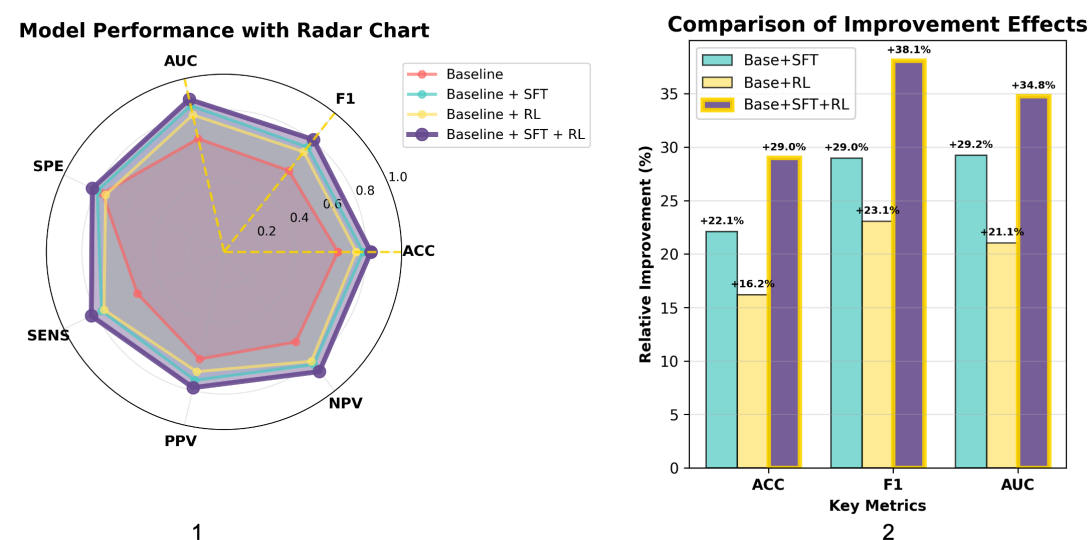 Model Performance with Radar Chart
AUC
F1
SPE
ACC
SENS
PPV
NPV
0.2
0.4
0.6
0.8
1.0
Baseline
Baseline + SFT
Baseline + RL
Baseline + SFT + RL
1
Comparison of Improvement Effects
Base+SFT
Base+RL
Base+SFT+RL
Relative Improvement (%)
35
30
25
20
15
10
5
0
+22.1%
+16.2%
+29.0%
+29.0%
+23.1%
+38.1%
+29.2%
+21.1%
+34.8%
ACC
F1
AUC
Key Metrics
2